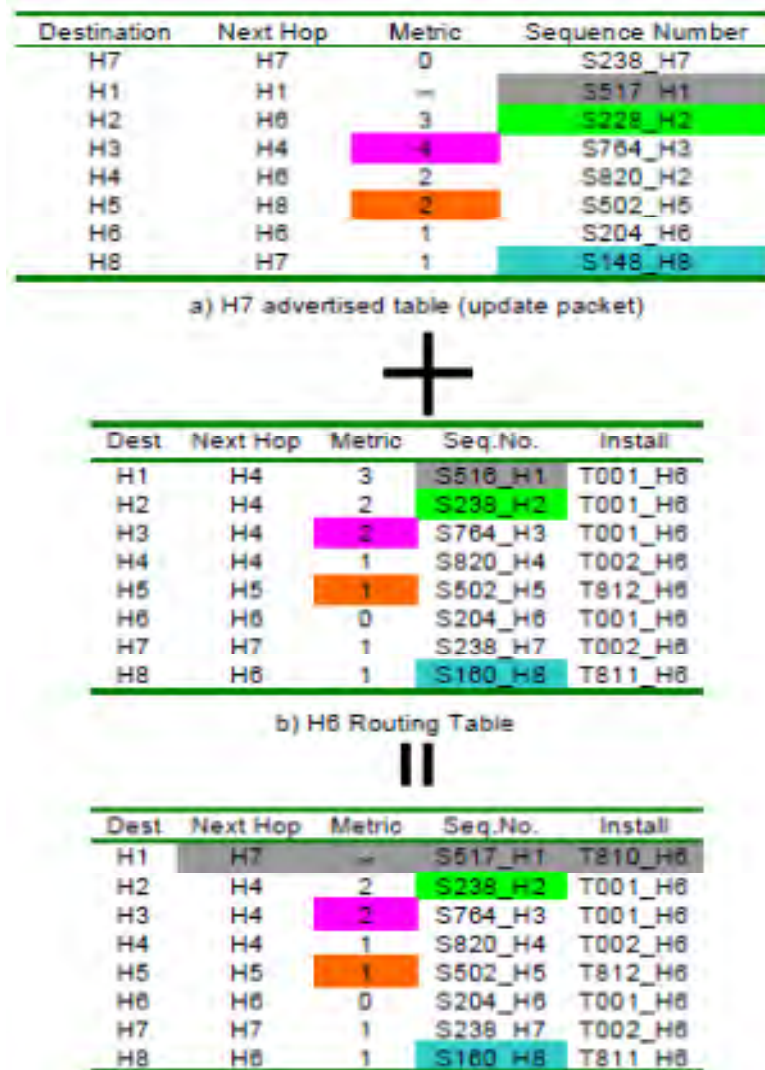 Destination Next Hop Metric Sequence Number
H7 H7 0 S238_H7
H1 H1 -- S517_H1
H2 H6 3 S228_H2
H3 H4 4 S764_H3
H4 H6 2 S820_H2
H5 H8 2 S502_H5
H6 H6 1 S204_H6
H8 H7 1 S148_H8
a) H7 advertised table (update packet)
+
Dest Next Hop Metric Seq.No. Install
H1 H4 3 S516_H1 T001_H6
H2 H4 2 S238_H2 T001_H6
H3 H4 2 S764_H3 T001_H6
H4 H4 1 S820_H4 T002_H6
H5 H5 1 S502_H5 T812_H6
H6 H6 0 S204_H6 T001_H6
H7 H7 1 S238_H7 T002_H6
H8 H6 1 S160_H8 T811_H6
b) H6 Routing Table
Dest Next Hop Metric Seq.No. Install
H1 H7 -- S517_H1 T810_H6
H2 H4 2 S238_H2 T001_H6
H3 H4 2 S764_H3 T001_H6
H4 H4 1 S820_H4 T002_H6
H5 H5 1 S502_H5 T812_H6
H6 H6 0 S204_H6 T001_H6
H7 H7 1 S238_H7 T002_H6
H8 H6 1 S160_H8 T811_H6